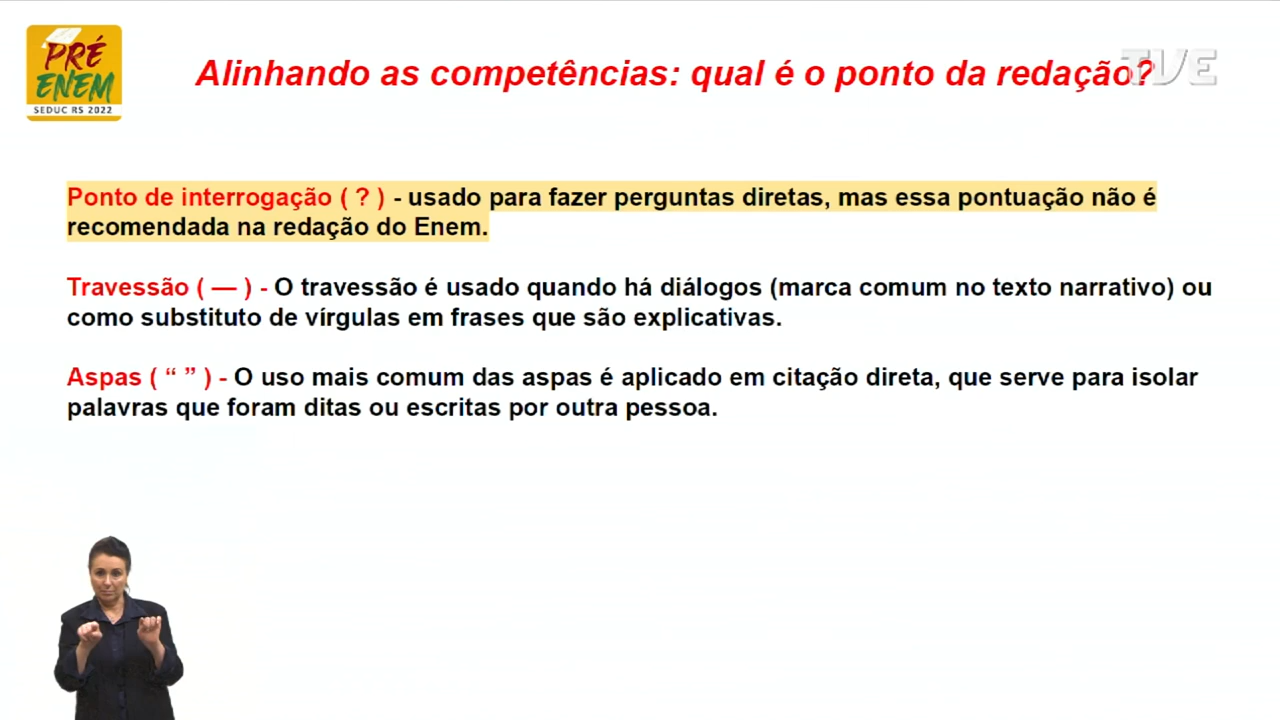 PRÉ
ENEM
SEDUC RS 2022
Alinhando as competências: qual é o ponto da redação?
TVE
Ponto de interrogação ( ? ) - usado para fazer perguntas diretas, mas essa pontuação não é
recomendada na redação do Enem.
Travessão ( — ) - O travessão é usado quando há diálogos (marca comum no texto narrativo) ou
como substituto de vírgulas em frases que são explicativas.
Aspas ( “ ” ) - O uso mais comum das aspas é aplicado em citação direta, que serve para isolar
palavras que foram ditas ou escritas por outra pessoa.